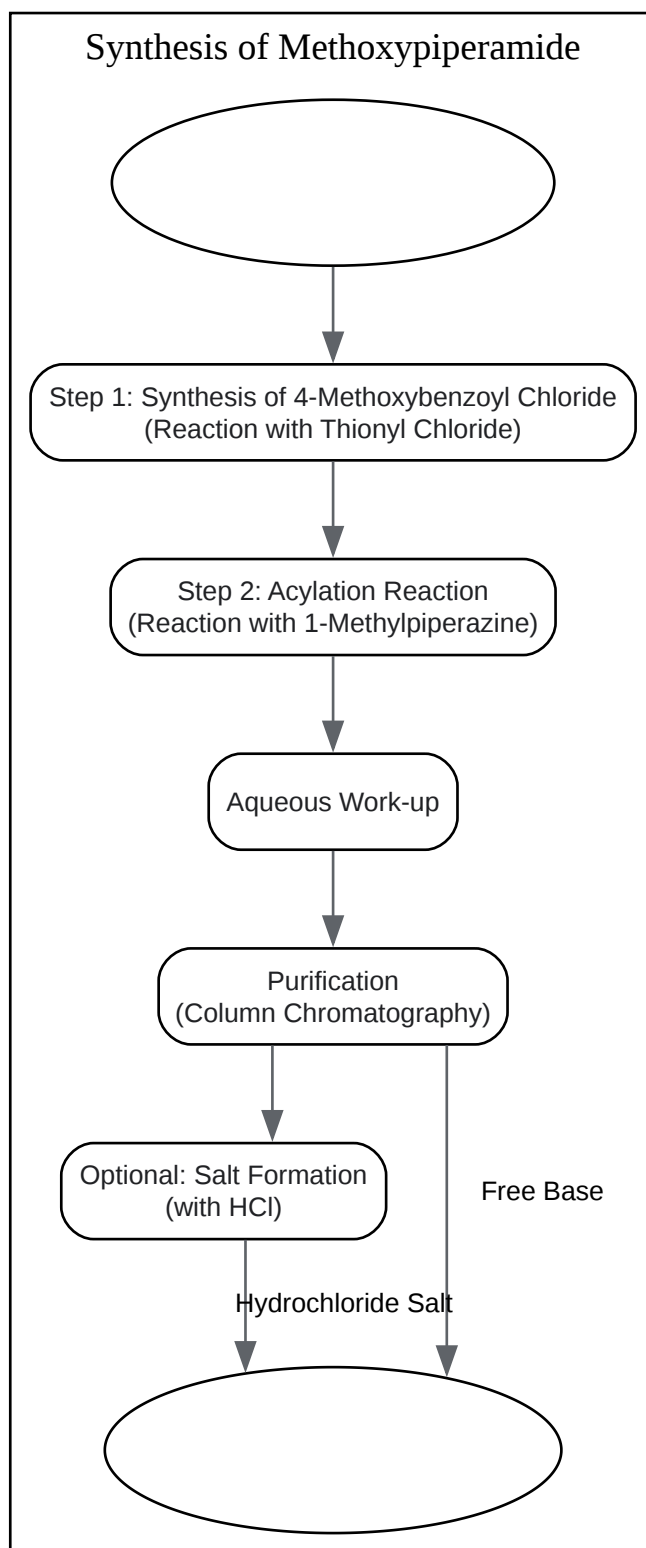 Synthesis of Methoxypiperamide
Step 1: Synthesis of 4-Methoxybenzoyl Chloride
(Reaction with Thionyl Chloride)
Step 2: Acylation Reaction
(Reaction with 1-Methylpiperazine)
Aqueous Work-up
Purification
(Column Chromatography)
Optional: Salt Formation
(with HCl)
Free Base
Hydrochloride Salt